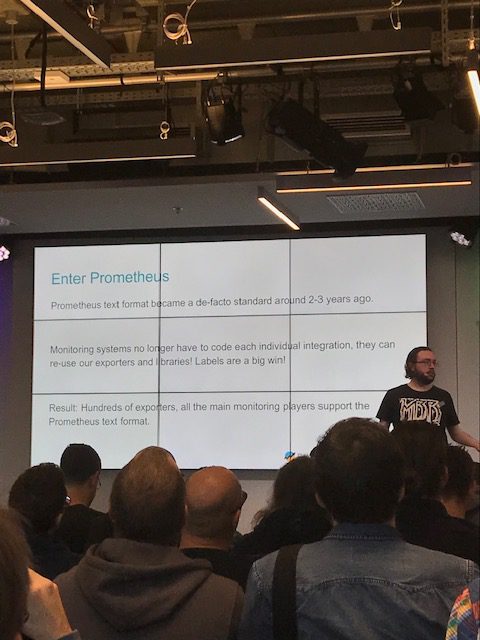 Enter Prometheus
Prometheus text format became a de-facto standard around 2-3 years ago.
Monitoring systems no longer have to code each individual integration, they can
re-use our exporters and libraries! Labels are a big win!
Result: Hundreds of exporters, all the main monitoring players support the
Prometheus text format.